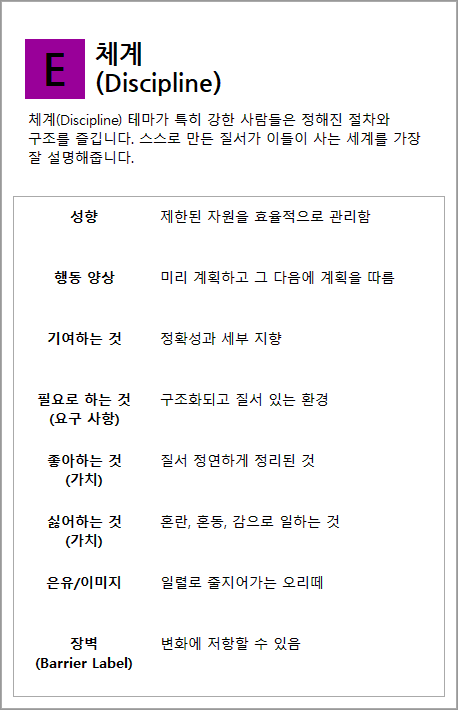 E
체계
(Discipline)
체계(Discipline) 테마가 특히 강한 사람들은 정해진 절차와
구조를 즐깁니다. 스스로 만든 질서가 이들이 사는 세계를 가장
잘 설명해줍니다.
성향 제한된 자원을 효율적으로 관리함
행동 양상 미리 계획하고 그 다음에 계획을 따름
기여하는 것 정확성과 세부 지향
필요로 하는 것 구조화되고 질서 있는 환경
(요구 사항)
좋아하는 것 질서 정연하게 정리된 것
(가치)
싫어하는 것 혼란, 혼동, 감으로 일하는 것
(가치)
은유/이미지 일렬로 줄지어가는 오리떼
장벽 변화에 저항할 수 있음
(Barrier Label)